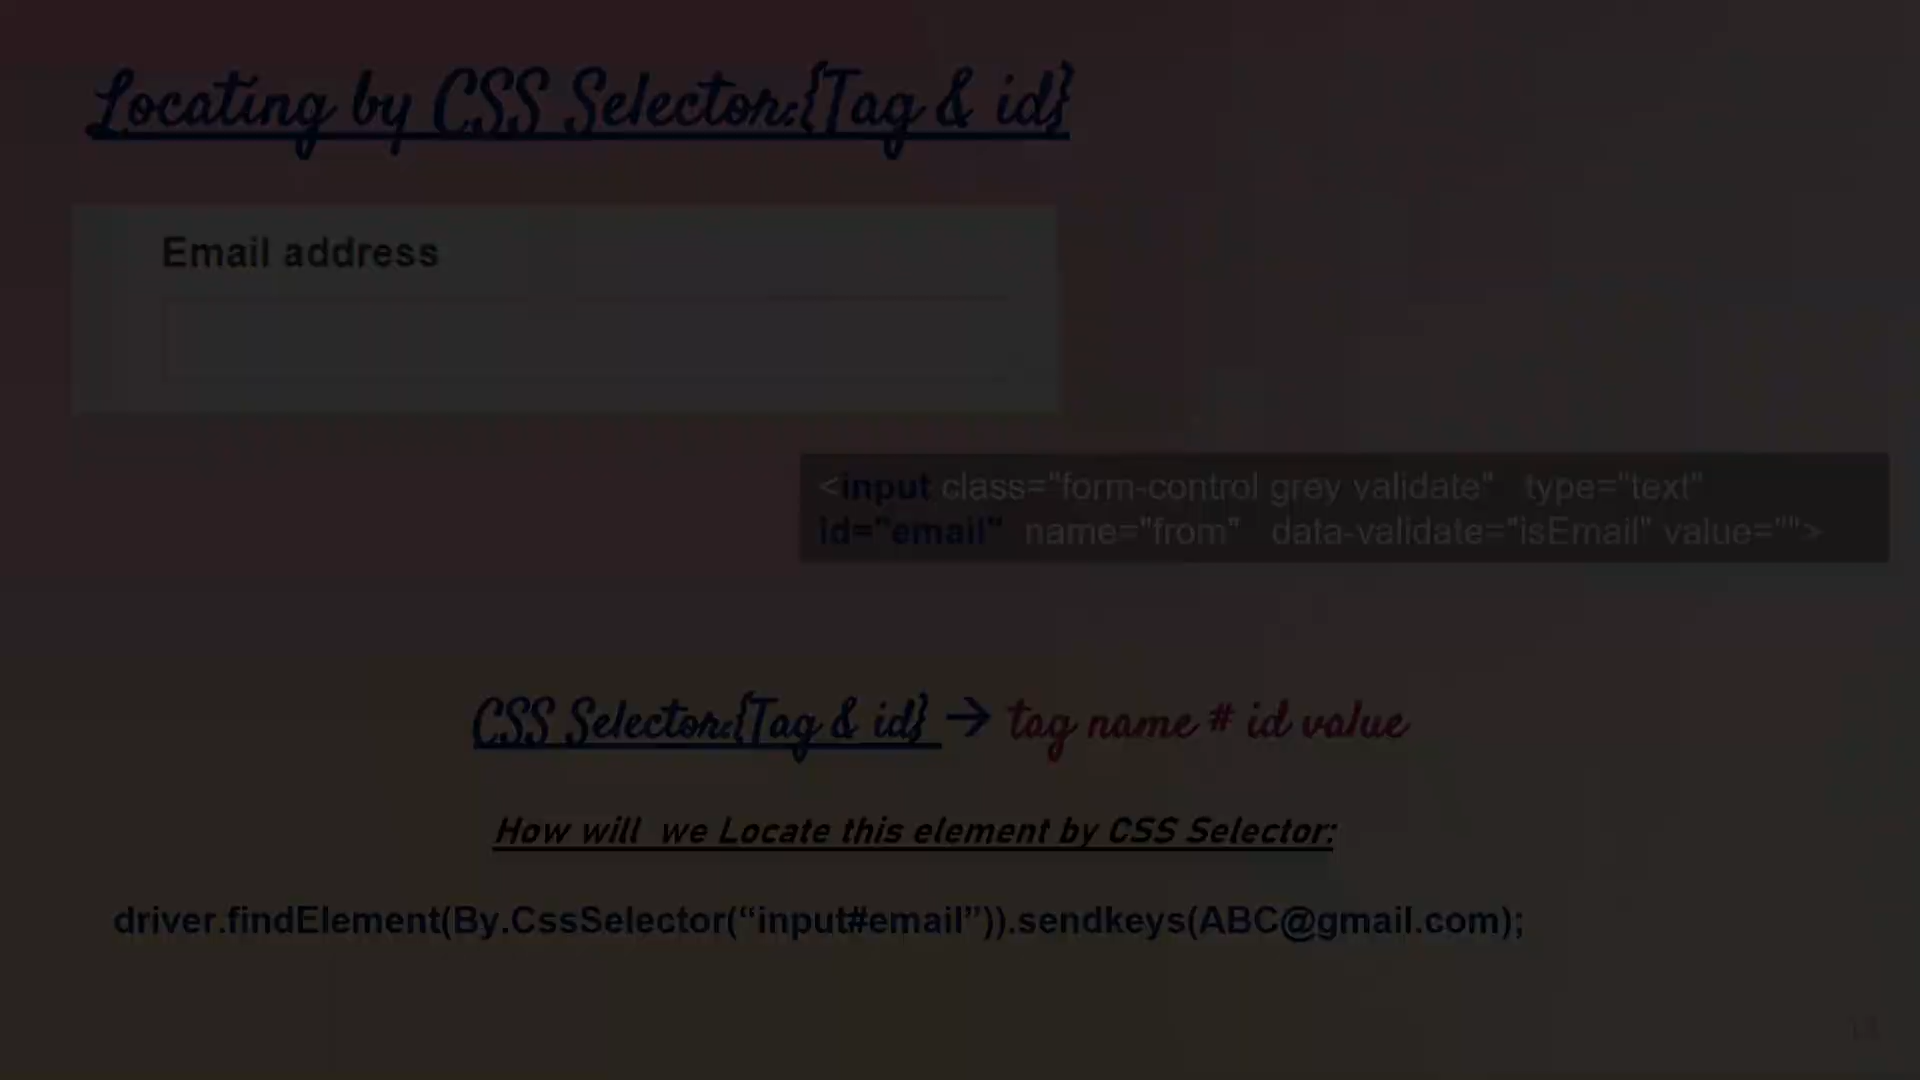 Locating by CSS Selector:{Tag & id}
Email address
<input class="form-control grey validate" type="text"
id="email" name="from" data-validate="isEmail" value="">
CSS Selector:{Tag & id} → tag name # id value
How will we Locate this element by CSS Selector:
driver.findElement(By.CssSelector(“input#email”)).sendkeys(ABC@gmail.com);